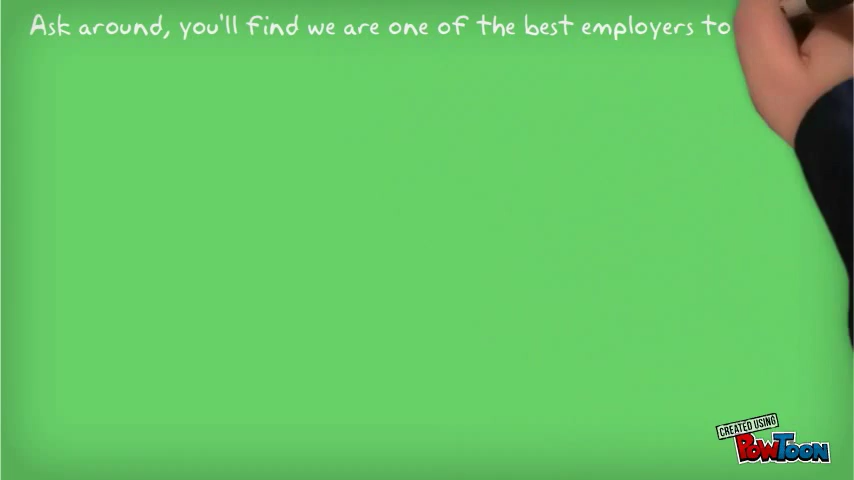 Ask around, you'll find we are one of the best employers to
CREATED USING
POWTOON